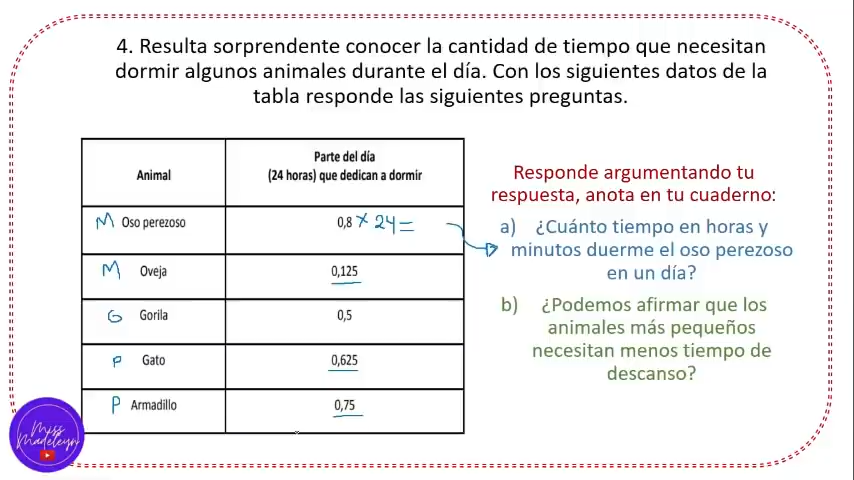 4. Resulta sorprendente conocer la cantidad de tiempo que necesitan
dormir algunos animales durante el día. Con los siguientes datos de la
tabla responde las siguientes preguntas.
Animal
Parte del día
(24 horas) que dedican a dormir
M Oso perezoso
0,8 × 24 =
M Oveja
0,125
G Gorila
0,5
P Gato
0,625
P Armadillo
0,75
Responde argumentando tu
respuesta, anota en tu cuaderno:
a) ¿Cuánto tiempo en horas y
minutos duerme el oso perezoso
en un día?
b) ¿Podemos afirmar que los
animales más pequeños
necesitan menos tiempo de
descanso?
Miss
Madeleyn